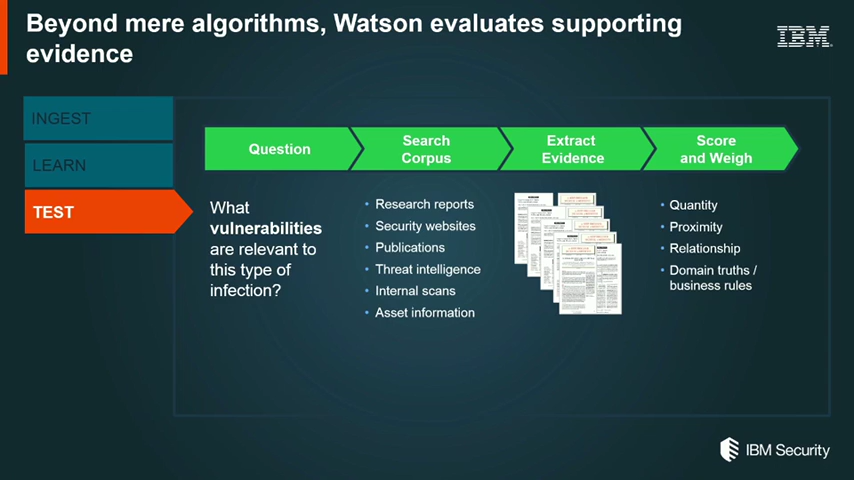 Beyond mere algorithms, Watson evaluates supporting
evidence
IBM
INGEST
LEARN
TEST
Question
Search
Corpus
Extract
Evidence
Score
and Weigh
What
vulnerabilities
are relevant to
this type of
infection?
• Research reports
• Security websites
• Publications
• Threat intelligence
• Internal scans
• Asset information
• Quantity
• Proximity
• Relationship
• Domain truths /
business rules
IBM Security